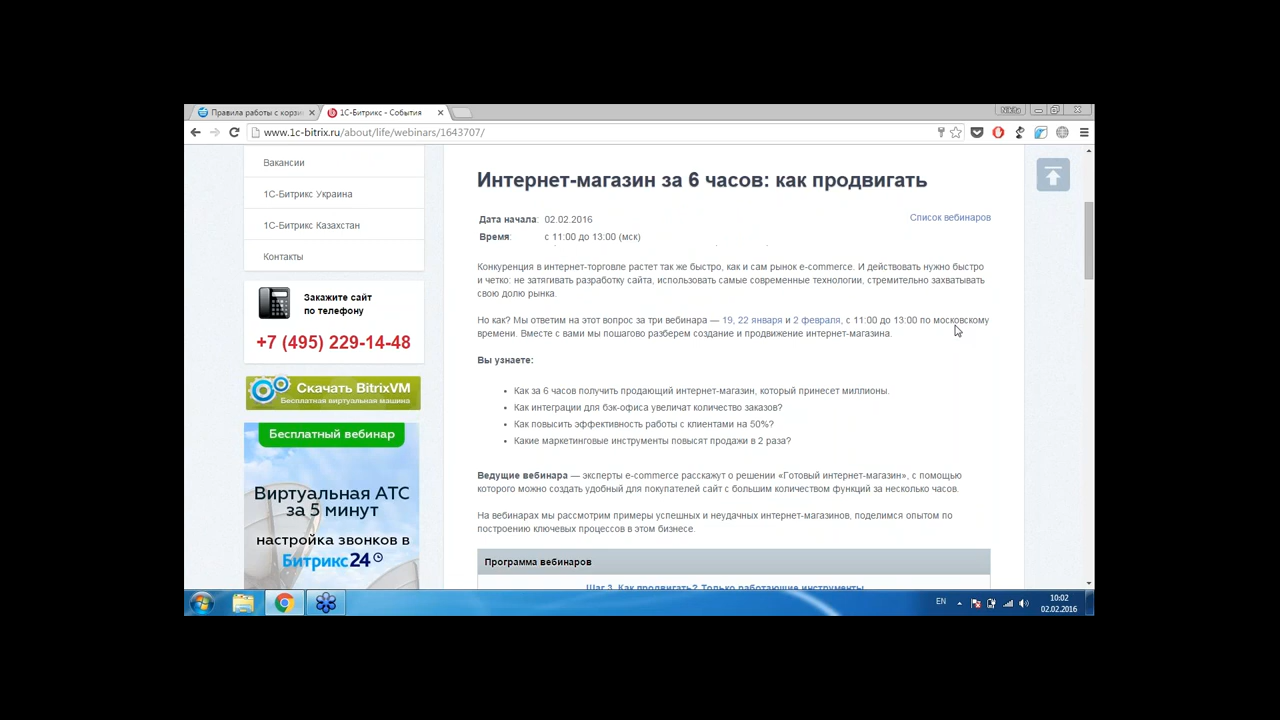 Правила работы с корзи
1С-Битрикс - События
Nikita
www.1c-bitrix.ru/about/life/webinars/1643707/
Вакансии
1С-Битрикс Украина
1С-Битрикс Казахстан
Контакты
Закажите сайт
по телефону
+7 (495) 229-14-48
Скачать BitrixVM
Бесплатная виртуальная машина
Бесплатный вебинар
Виртуальная АТС
за 5 минут
настройка звонков в
Битрикс24
Интернет-магазин за 6 часов: как продвигать
Дата начала: 02.02.2016
Список вебинаров
Время: с 11:00 до 13:00 (мск)
Конкуренция в интернет-торговле растет так же быстро, как и сам рынок e-commerce. И действовать нужно быстро
и четко: не затягивать разработку сайта, использовать самые современные технологии, стремительно захватывать
свою долю рынка.
Но как? Мы ответим на этот вопрос за три вебинара — 19, 22 января и 2 февраля, с 11:00 до 13:00 по московскому
времени. Вместе с вами мы пошагово разберем создание и продвижение интернет-магазина.
Вы узнаете:
• Как за 6 часов получить продающий интернет-магазин, который принесет миллионы.
• Как интеграции для бэк-офиса увеличат количество заказов?
• Как повысить эффективность работы с клиентами на 50%?
• Какие маркетинговые инструменты повысят продажи в 2 раза?
Ведущие вебинара — эксперты e-commerce расскажут о решении «Готовый интернет-магазин», с помощью
которого можно создать удобный для покупателей сайт с большим количеством функций за несколько часов.
На вебинарах мы рассмотрим примеры успешных и неудачных интернет-магазинов, поделимся опытом по
построению ключевых процессов в этом бизнесе.
Программа вебинаров
Шаг 3. Как продвигать? Только работающие инструменты
EN
10:02
02.02.2016